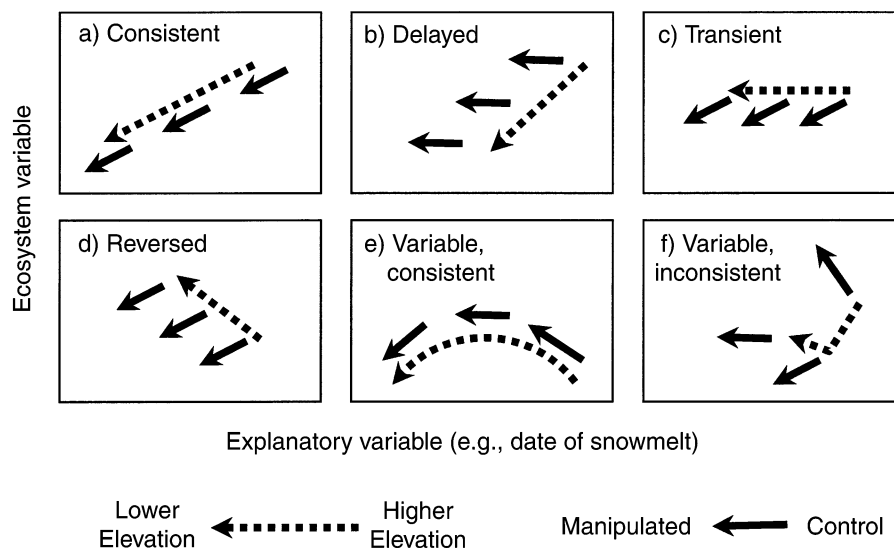 a) Consistent
b) Delayed
c) Transient
d) Reversed
e) Variable,
consistent
f) Variable,
inconsistent
Ecosystem variable
Explanatory variable (e.g., date of snowmelt)
Lower
Elevation
Higher
Elevation
Manipulated
Control